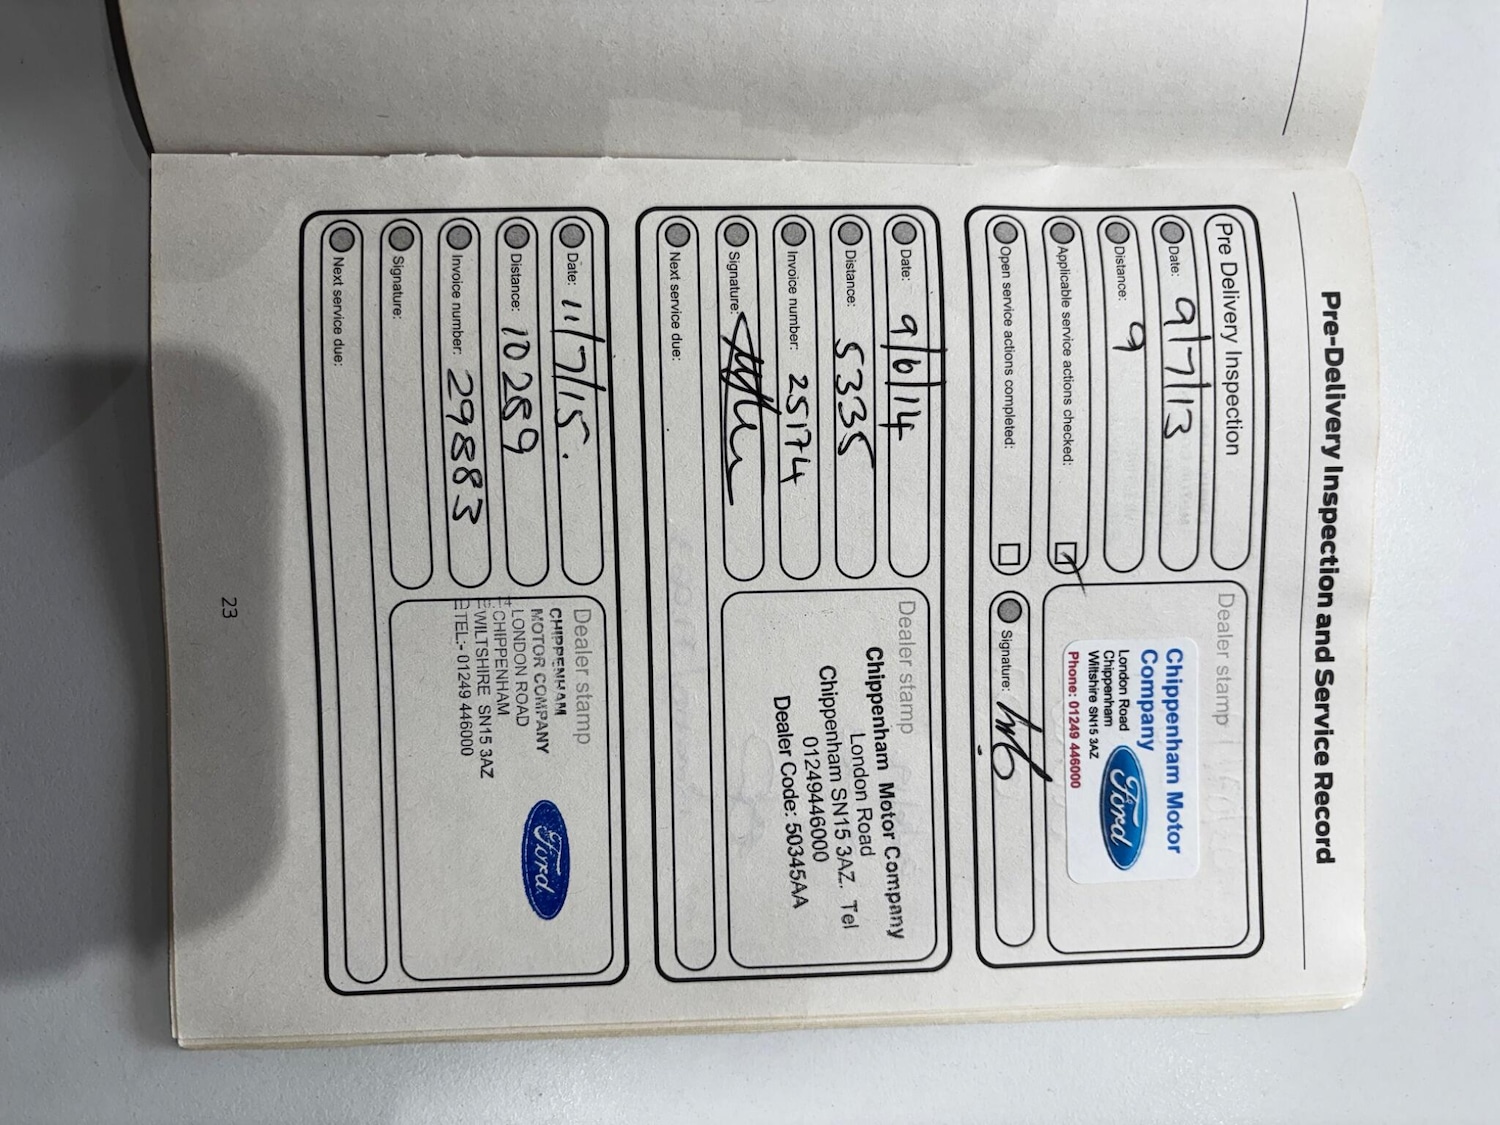 Pre-Delivery Inspection and Service Record
Pre Delivery Inspection
Date: 9/7/13
Distance: 9
Applicable service actions checked:
Open service actions completed:
Dealer stamp
Chippenham Motor
Company
London Road
Chippenham
Wiltshire SN15 3AZ
Phone: 01249 446000
Ford
Signature:
Date: 9/6/14
Distance: 5335
Invoice number: 25174
Signature:
Next service due:
Dealer stamp
Chippenham Motor Company
London Road
Chippenham SN15 3AZ. Tel
01249446000
Dealer Code: 50345AA
Date: 11/7/15.
Distance: 10289
Invoice number: 29883
Signature:
Next service due:
Dealer stamp
CHIPPENHAM
MOTOR COMPANY
LONDON ROAD
CHIPPENHAM
WILTSHIRE SN15 3AZ
TEL:- 01249 446000
Ford
23